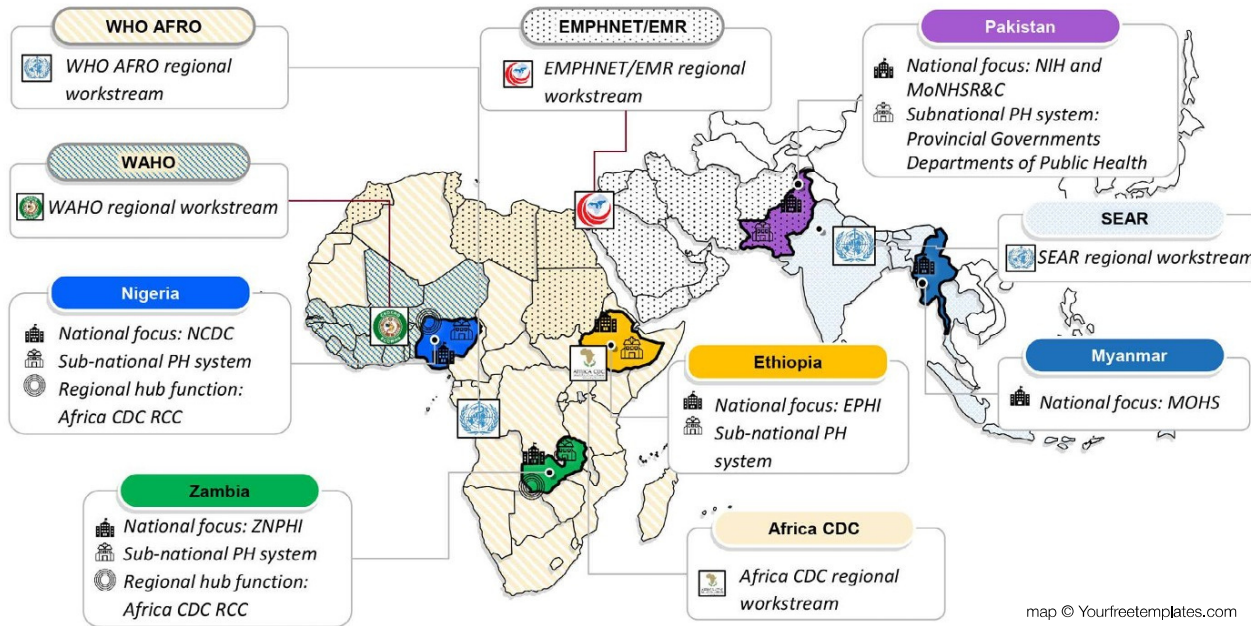 WHO AFRO
WHO AFRO regional
workstream
EMPHNET/EMR
EMPHNET/EMR regional
workstream
Pakistan
National focus: NIH and
MoNHSR&C
Subnational PH system:
Provincial Governments
Departments of Public Health
WAHO
WAHO regional workstream
SEAR
SEAR regional workstream
Nigeria
National focus: NCDC
Sub-national PH system
Regional hub function:
Africa CDC RCC
AFRICA CDC
Ethiopia
National focus: EPHI
Sub-national PH
system
Myanmar
National focus: MOHS
Zambia
National focus: ZNPHI
Sub-national PH system
Regional hub function:
Africa CDC RCC
Africa CDC
Africa CDC regional
workstream
map © Yourfreetemplates.com